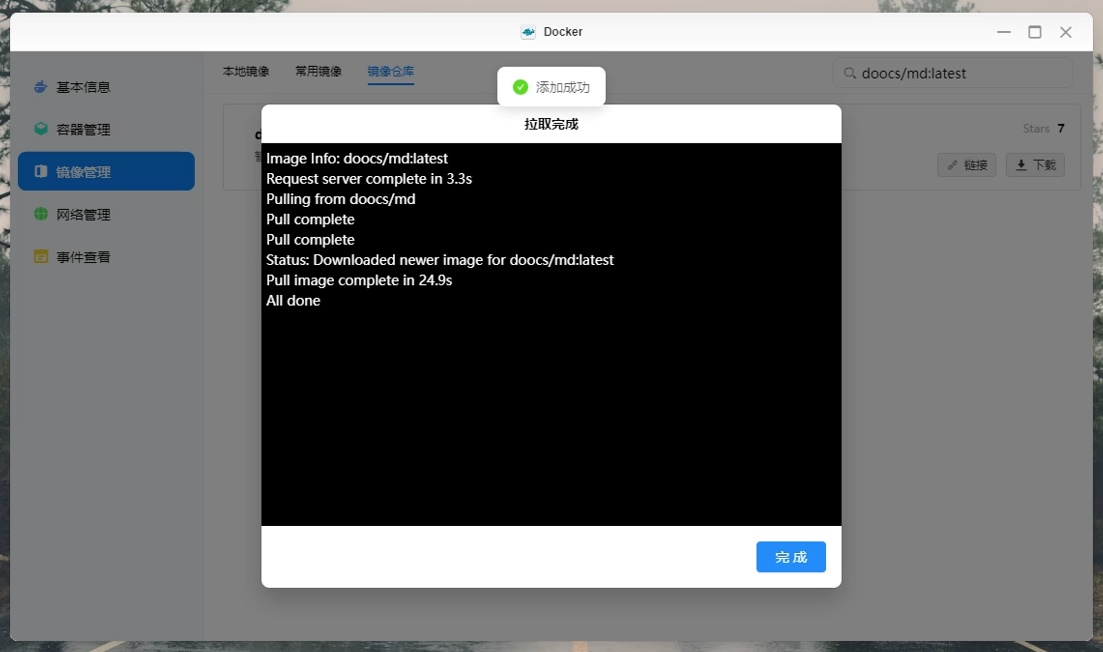 Docker
基本信息
容器管理
镜像管理
网络管理
事件查看
本地镜像 常用镜像 镜像仓库
doocs/md:latest
添加成功
Stars 7
链接 下载
拉取完成
Image Info: doocs/md:latest
Request server complete in 3.3s
Pulling from doocs/md
Pull complete
Pull complete
Status: Downloaded newer image for doocs/md:latest
Pull image complete in 24.9s
All done
完成